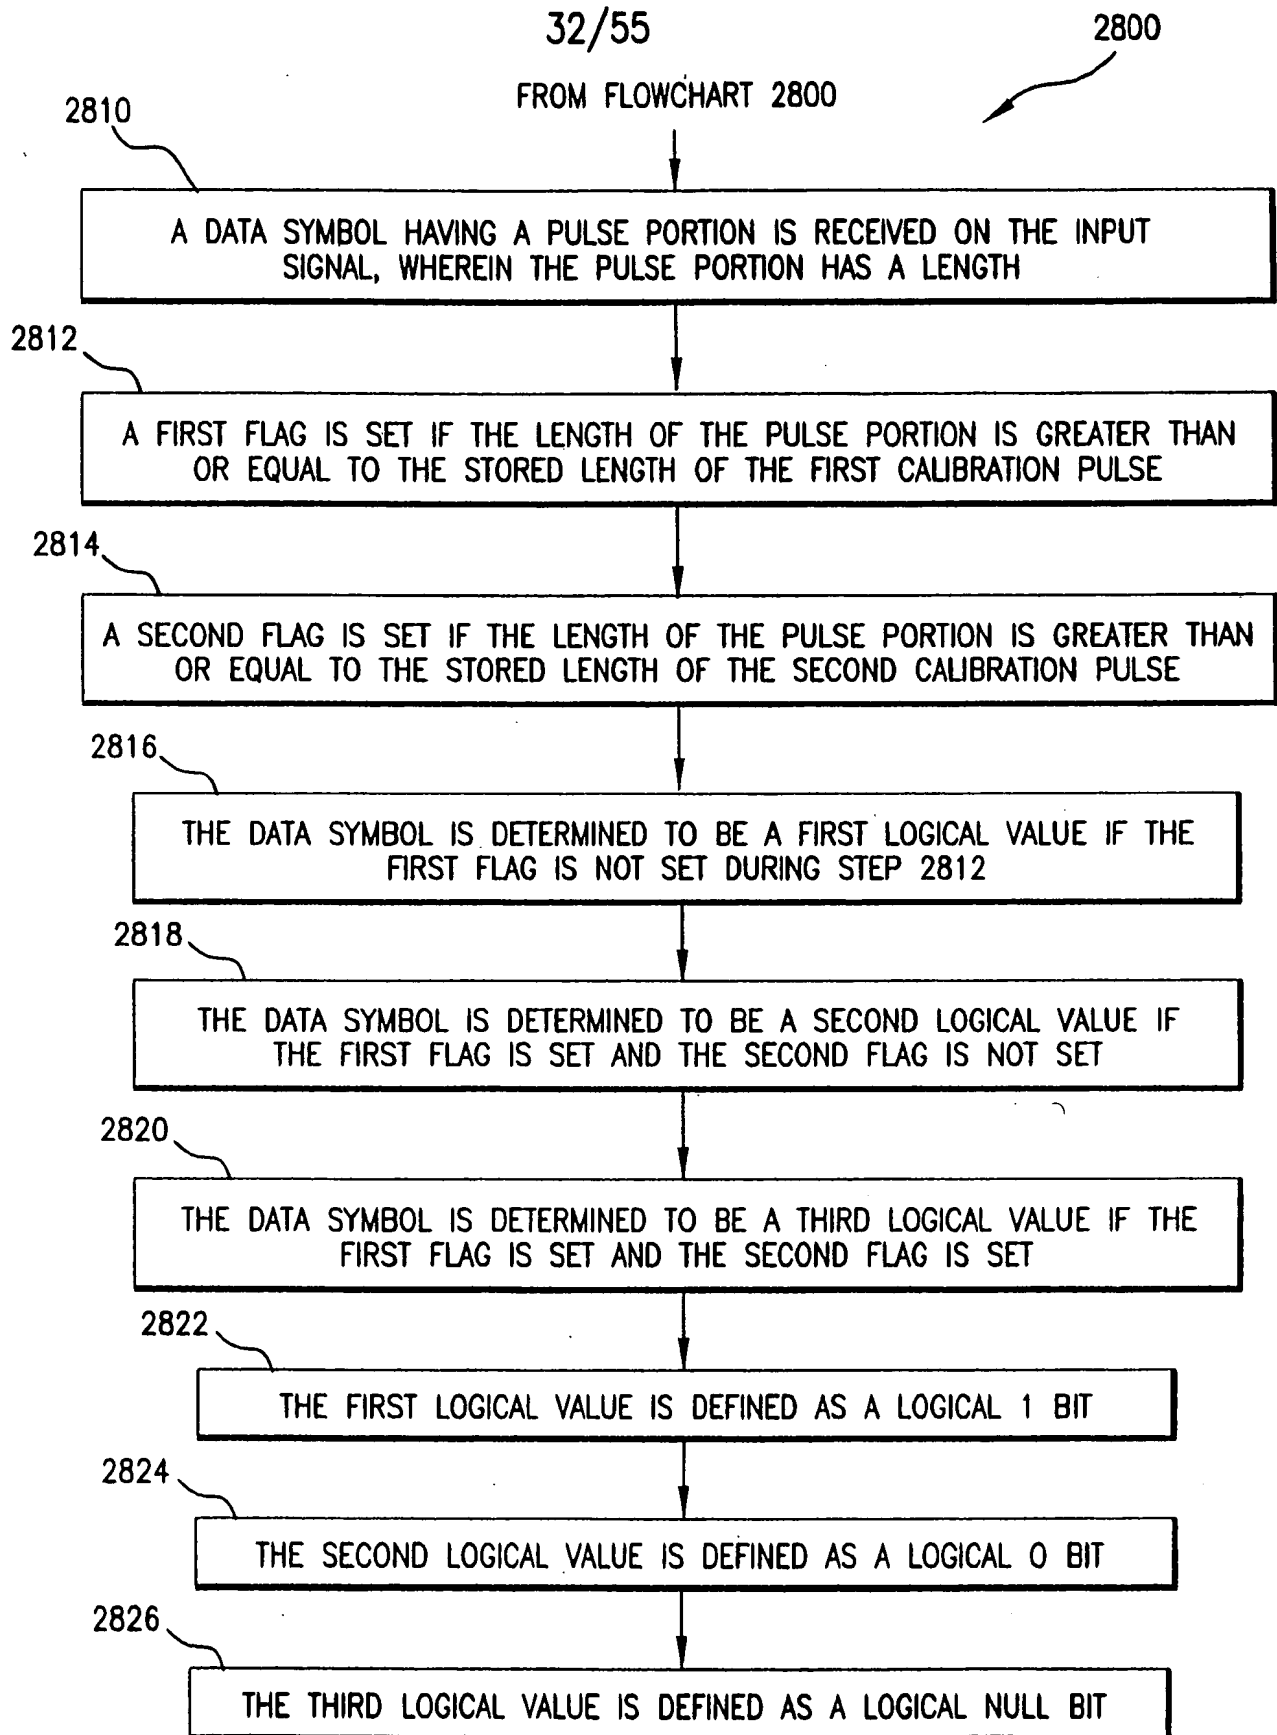 32/55
2800
FROM FLOWCHART 2800
2810
A DATA SYMBOL HAVING A PULSE PORTION IS RECEIVED ON THE INPUT
SIGNAL, WHEREIN THE PULSE PORTION HAS A LENGTH
2812
A FIRST FLAG IS SET IF THE LENGTH OF THE PULSE PORTION IS GREATER THAN
OR EQUAL TO THE STORED LENGTH OF THE FIRST CALIBRATION PULSE
2814
A SECOND FLAG IS SET IF THE LENGTH OF THE PULSE PORTION IS GREATER THAN
OR EQUAL TO THE STORED LENGTH OF THE SECOND CALIBRATION PULSE
2816
THE DATA SYMBOL IS DETERMINED TO BE A FIRST LOGICAL VALUE IF THE
FIRST FLAG IS NOT SET DURING STEP 2812
2818
THE DATA SYMBOL IS DETERMINED TO BE A SECOND LOGICAL VALUE IF
THE FIRST FLAG IS SET AND THE SECOND FLAG IS NOT SET
2820
THE DATA SYMBOL IS DETERMINED TO BE A THIRD LOGICAL VALUE IF THE
FIRST FLAG IS SET AND THE SECOND FLAG IS SET
2822
THE FIRST LOGICAL VALUE IS DEFINED AS A LOGICAL 1 BIT
2824
THE SECOND LOGICAL VALUE IS DEFINED AS A LOGICAL 0 BIT
2826
THE THIRD LOGICAL VALUE IS DEFINED AS A LOGICAL NULL BIT